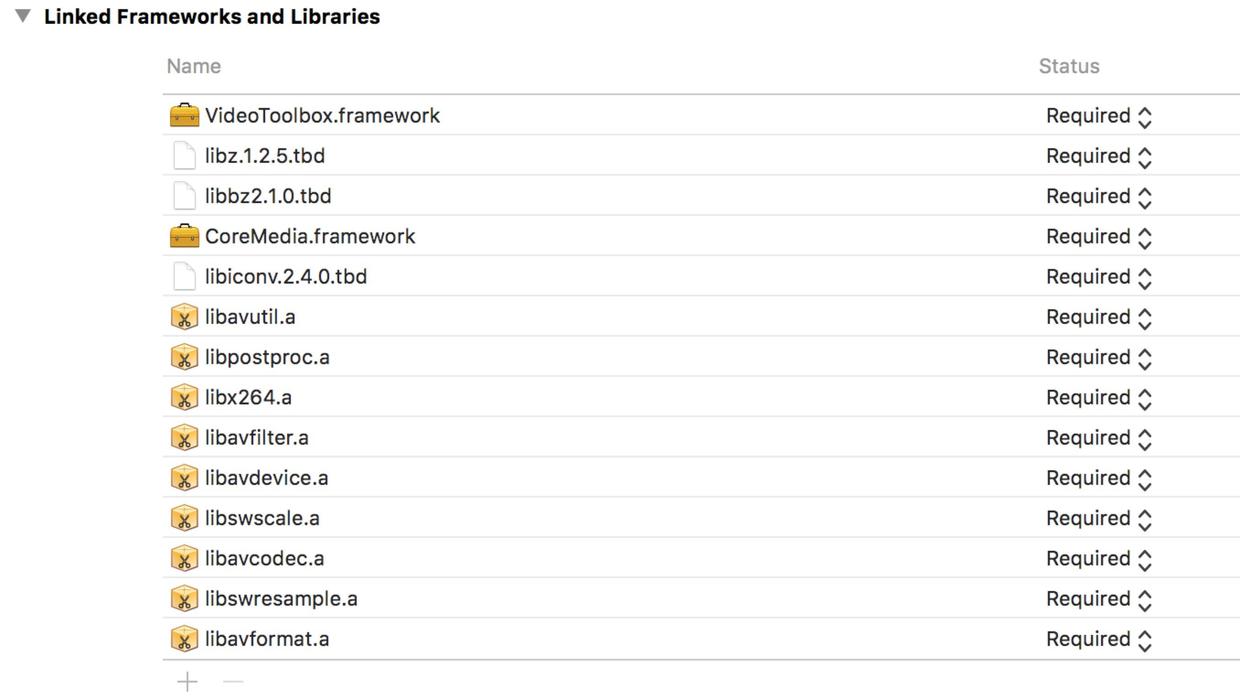 Linked Frameworks and Libraries
Name Status
VideoToolbox.framework Required
libz.1.2.5.tbd Required
libbz2.1.0.tbd Required
CoreMedia.framework Required
libiconv.2.4.0.tbd Required
libavutil.a Required
libpostproc.a Required
libx264.a Required
libavfilter.a Required
libavdevice.a Required
libswscale.a Required
libavcodec.a Required
libswresample.a Required
libavformat.a Required